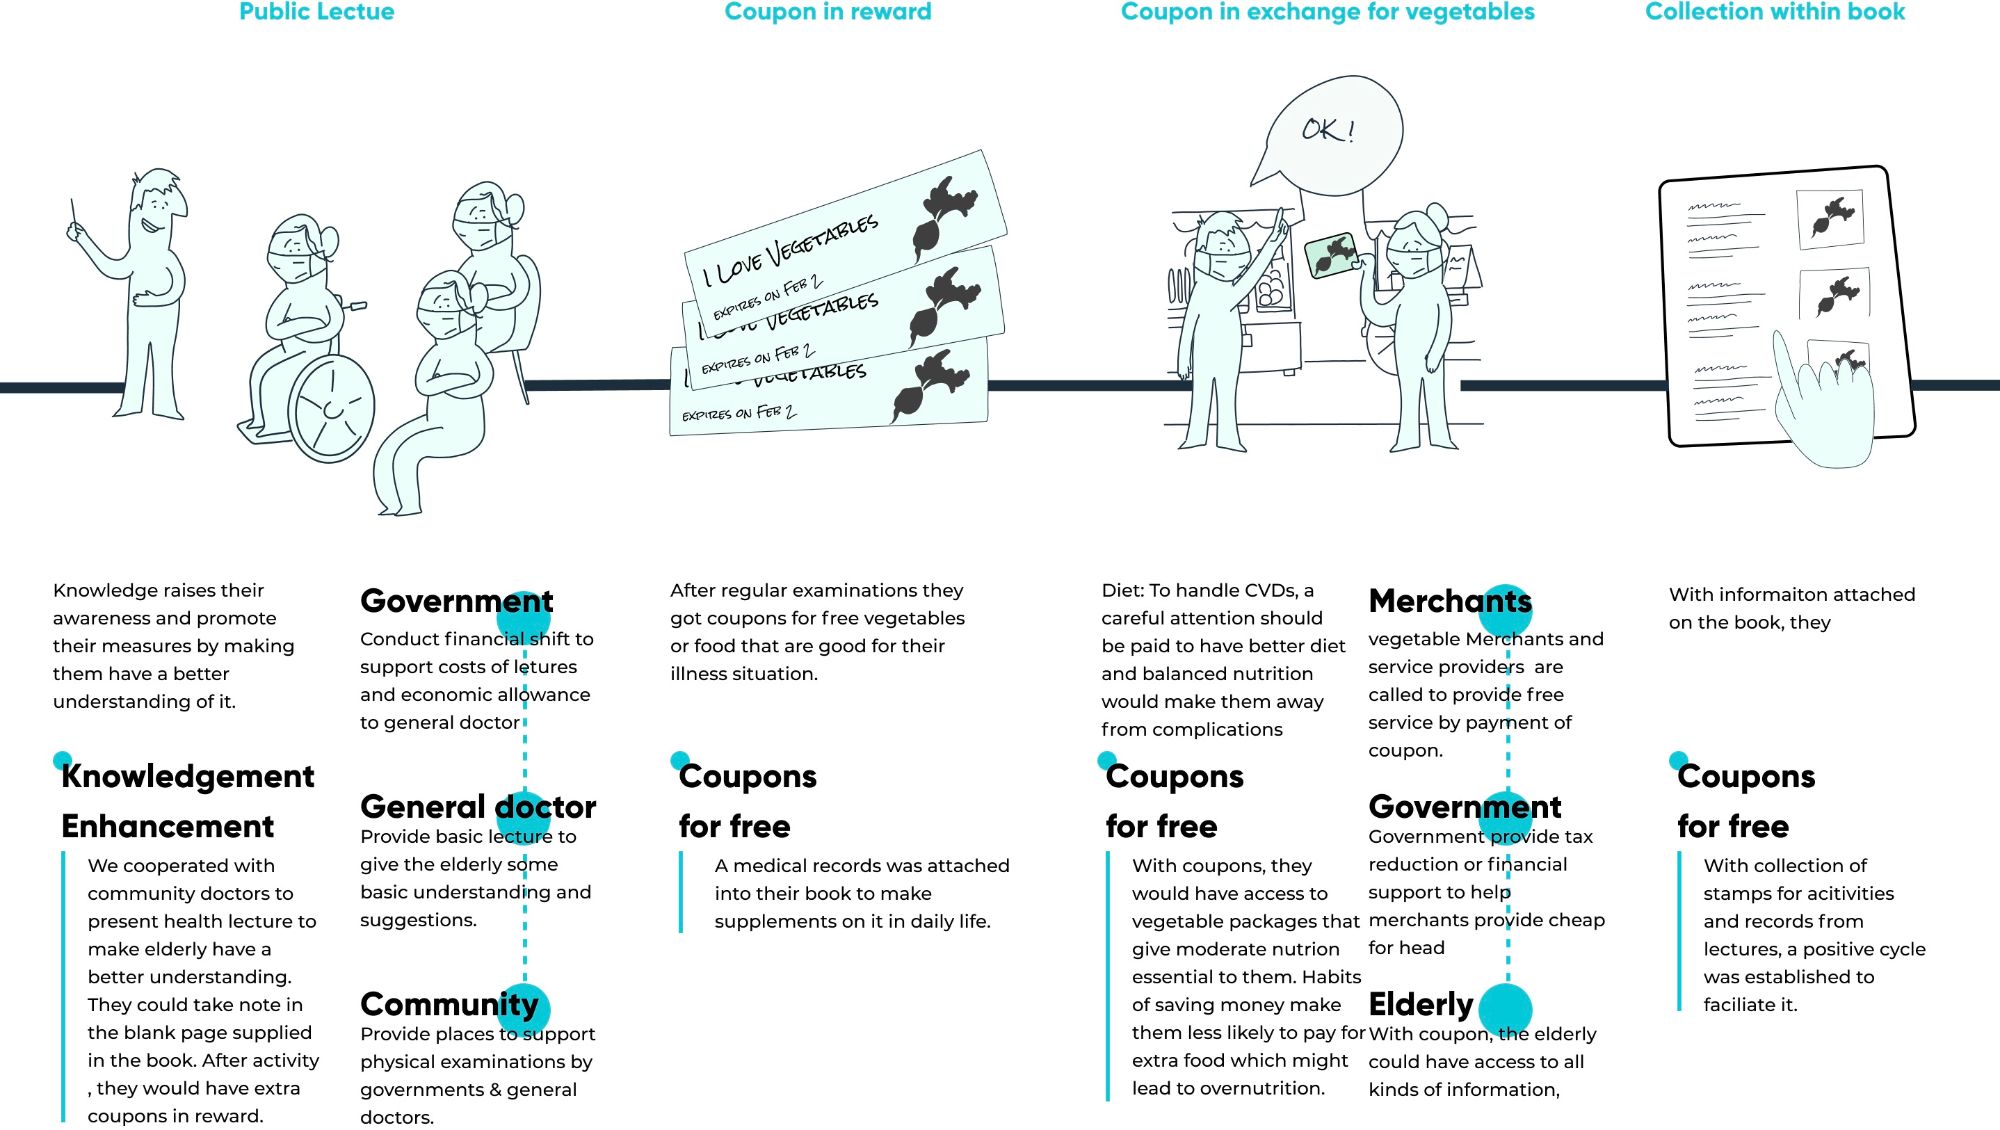 Public Lectue
Coupon in reward
Coupon in exchange for vegetables
Collection within book
OK!
I LOVE VEGETABLES
EXPIRES ON FEB 2
VEGETABLES
EXPIRES ON FEB 2
VEGETABLES
EXPIRES ON FEB 2
Knowledge raises their
awareness and promote
their measures by making
them have a better
understanding of it.
Knowledgement
Enhancement
We cooperated with
community doctors to
present health lecture to
make elderly have a
better understanding.
They could take note in
the blank page supplied
in the book. After activity
, they would have extra
coupons in reward.
Government
Conduct financial shift to
support costs of letures
and economic allowance
to general doctor
General doctor
Provide basic lecture to
give the elderly some
basic understanding and
suggestions.
Community
Provide places to support
physical examinations by
governments & general
doctors.
After regular examinations they
got coupons for free vegetables
or food that are good for their
illness situation.
Coupons
for free
A medical records was attached
into their book to make
supplements on it in daily life.
Diet: To handle CVDs, a
careful attention should
be paid to have better diet
and balanced nutrition
would make them away
from complications
Coupons
for free
With coupons, they
would have access to
vegetable packages that
give moderate nutrion
essential to them. Habits
of saving money make
them less likely to pay for
extra food which might
lead to overnutrition.
Merchants
vegetable Merchants and
service providers  are
called to provide free
service by payment of
coupon.
Government
Government provide tax
reduction or financial
support to help
merchants provide cheap
for head
Elderly
With coupon, the elderly
could have access to all
kinds of information,
With informaiton attached
on the book, they
Coupons
for free
With collection of
stamps for acitivities
and records from
lectures, a positive cycle
was established to
faciliate it.